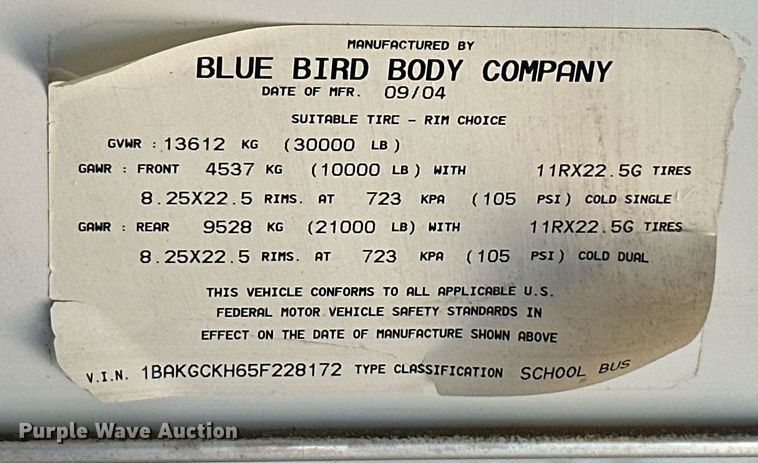 MANUFACTURED BY
BLUE BIRD BODY COMPANY
DATE OF MFR. 09/04
SUITABLE TIRE - RIM CHOICE
GVWR : 13612 KG (30000 LB)
GAWR : FRONT 4537 KG (10000 LB) WITH 11RX22.5G TIRES
8.25X22.5 RIMS. AT 723 KPA (105 PSI) COLD SINGLE
GAWR : REAR 9528 KG (21000 LB) WITH 11RX22.5G TIRES
8.25X22.5 RIMS. AT 723 KPA (105 PSI) COLD DUAL
THIS VEHICLE CONFORMS TO ALL APPLICABLE U.S.
FEDERAL MOTOR VEHICLE SAFETY STANDARDS IN
EFFECT ON THE DATE OF MANUFACTURE SHOWN ABOVE
V.I.N. 1BAKGCKH65F228172 TYPE CLASSIFICATION SCHOOL BUS
Purple Wave Auction